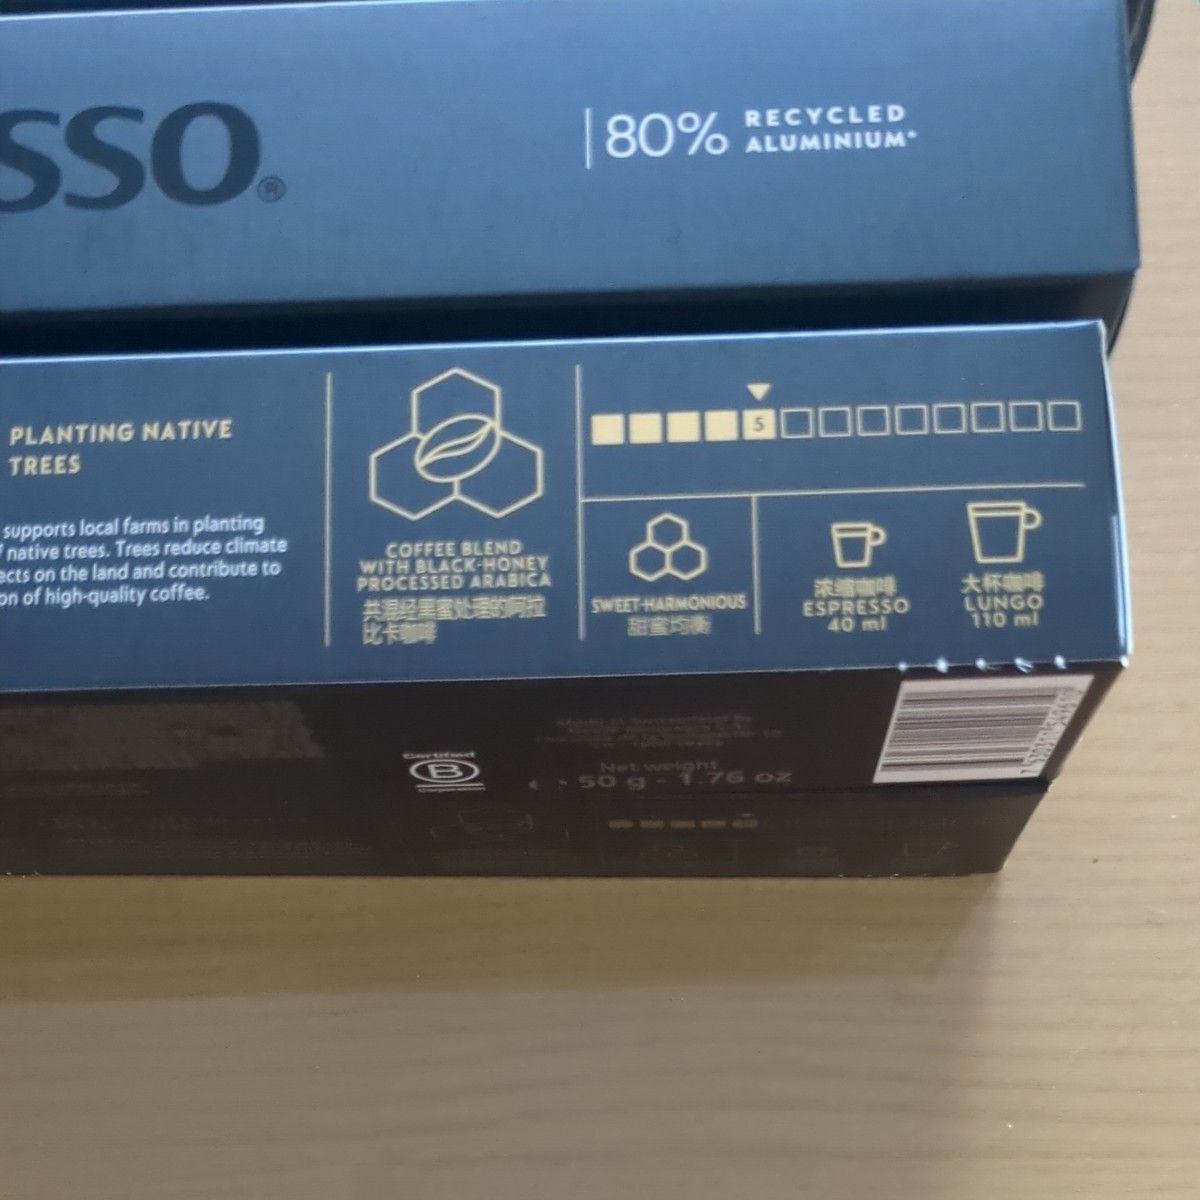 SSO®
80% RECYCLED
ALUMINIUM*
PLANTING NATIVE
TREES
supports local farms in planting
native trees. Trees reduce climate
ects on the land and contribute to
on of high-quality coffee.
COFFEE BLEND
WITH BLACK-HONEY
PROCESSED ARABICA
共混经黑蜜处理的阿拉
比卡咖啡
5
SWEET-HARMONIOUS
甜蜜均衡
浓缩咖啡
ESPRESSO
40 ml
大杯咖啡
LUNGO
110 ml
Certified
B
Corporation
Net weight
50 g - 1.76 oz